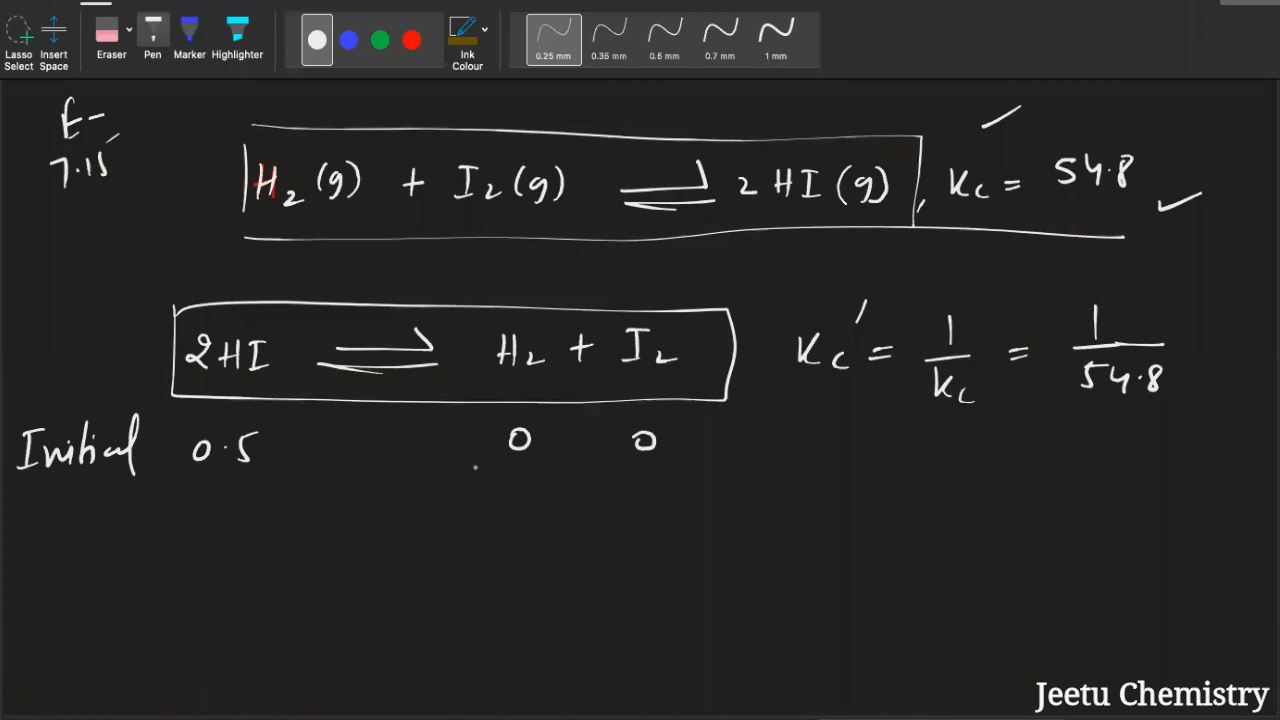 Lasso Select
Insert Space
Eraser
Pen
Marker
Highlighter
Ink Colour
0.25 mm
0.35 mm
0.5 mm
0.7 mm
1 mm
E-
7.15
H₂(g) + I₂(g) ⇌ 2 HI(g), Kc = 54.8
2HI ⇌ H₂ + I₂ Kc' = 1/Kc = 1/54.8
Initial 0.5 0 0
Jeetu Chemistry